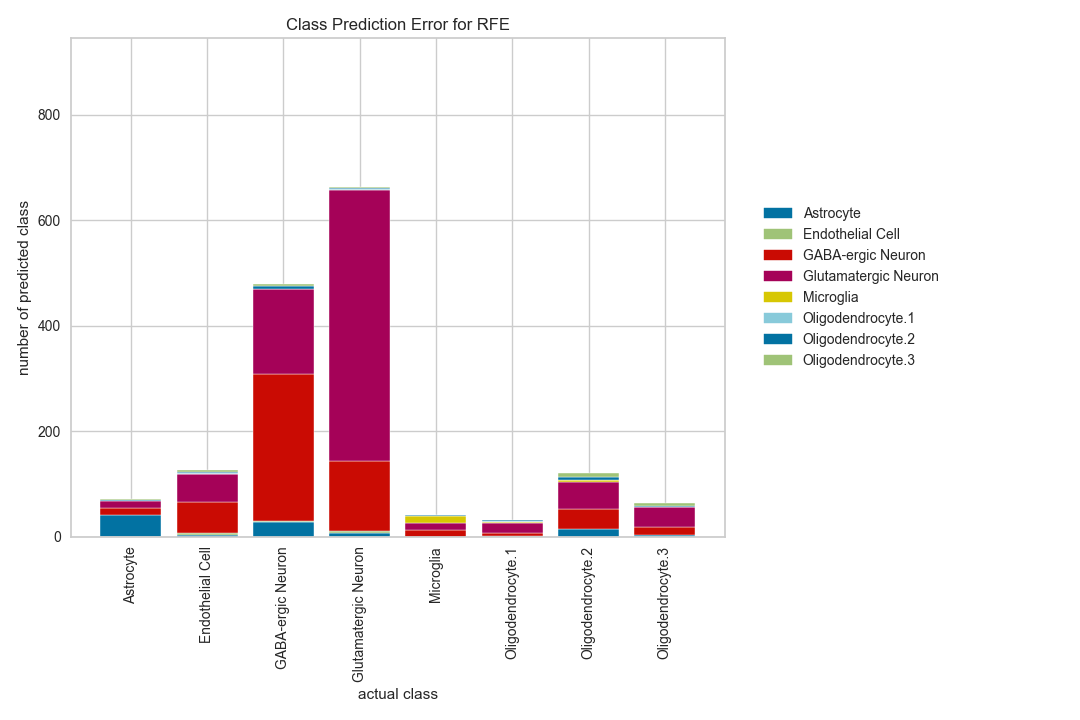 Class Prediction Error for RFE
number of predicted class
800
600
400
200
0
Astrocyte
Endothelial Cell
GABA-ergic Neuron
Glutamatergic Neuron
Microglia
Oligodendrocyte.1
Oligodendrocyte.2
Oligodendrocyte.3
actual class
Astrocyte
Endothelial Cell
GABA-ergic Neuron
Glutamatergic Neuron
Microglia
Oligodendrocyte.1
Oligodendrocyte.2
Oligodendrocyte.3